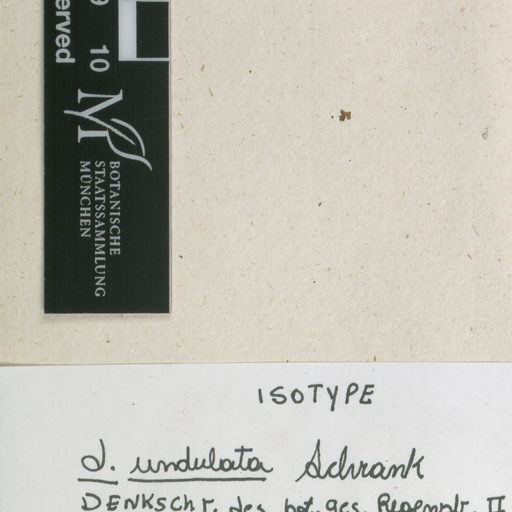 erved
9 10
BOTANISCHE
STAATSSAMMLUNG
MÜNCHEN
ISOTYPE
d. undulata Schrank
DENKSCHr. des bot. ges. Regensb. II